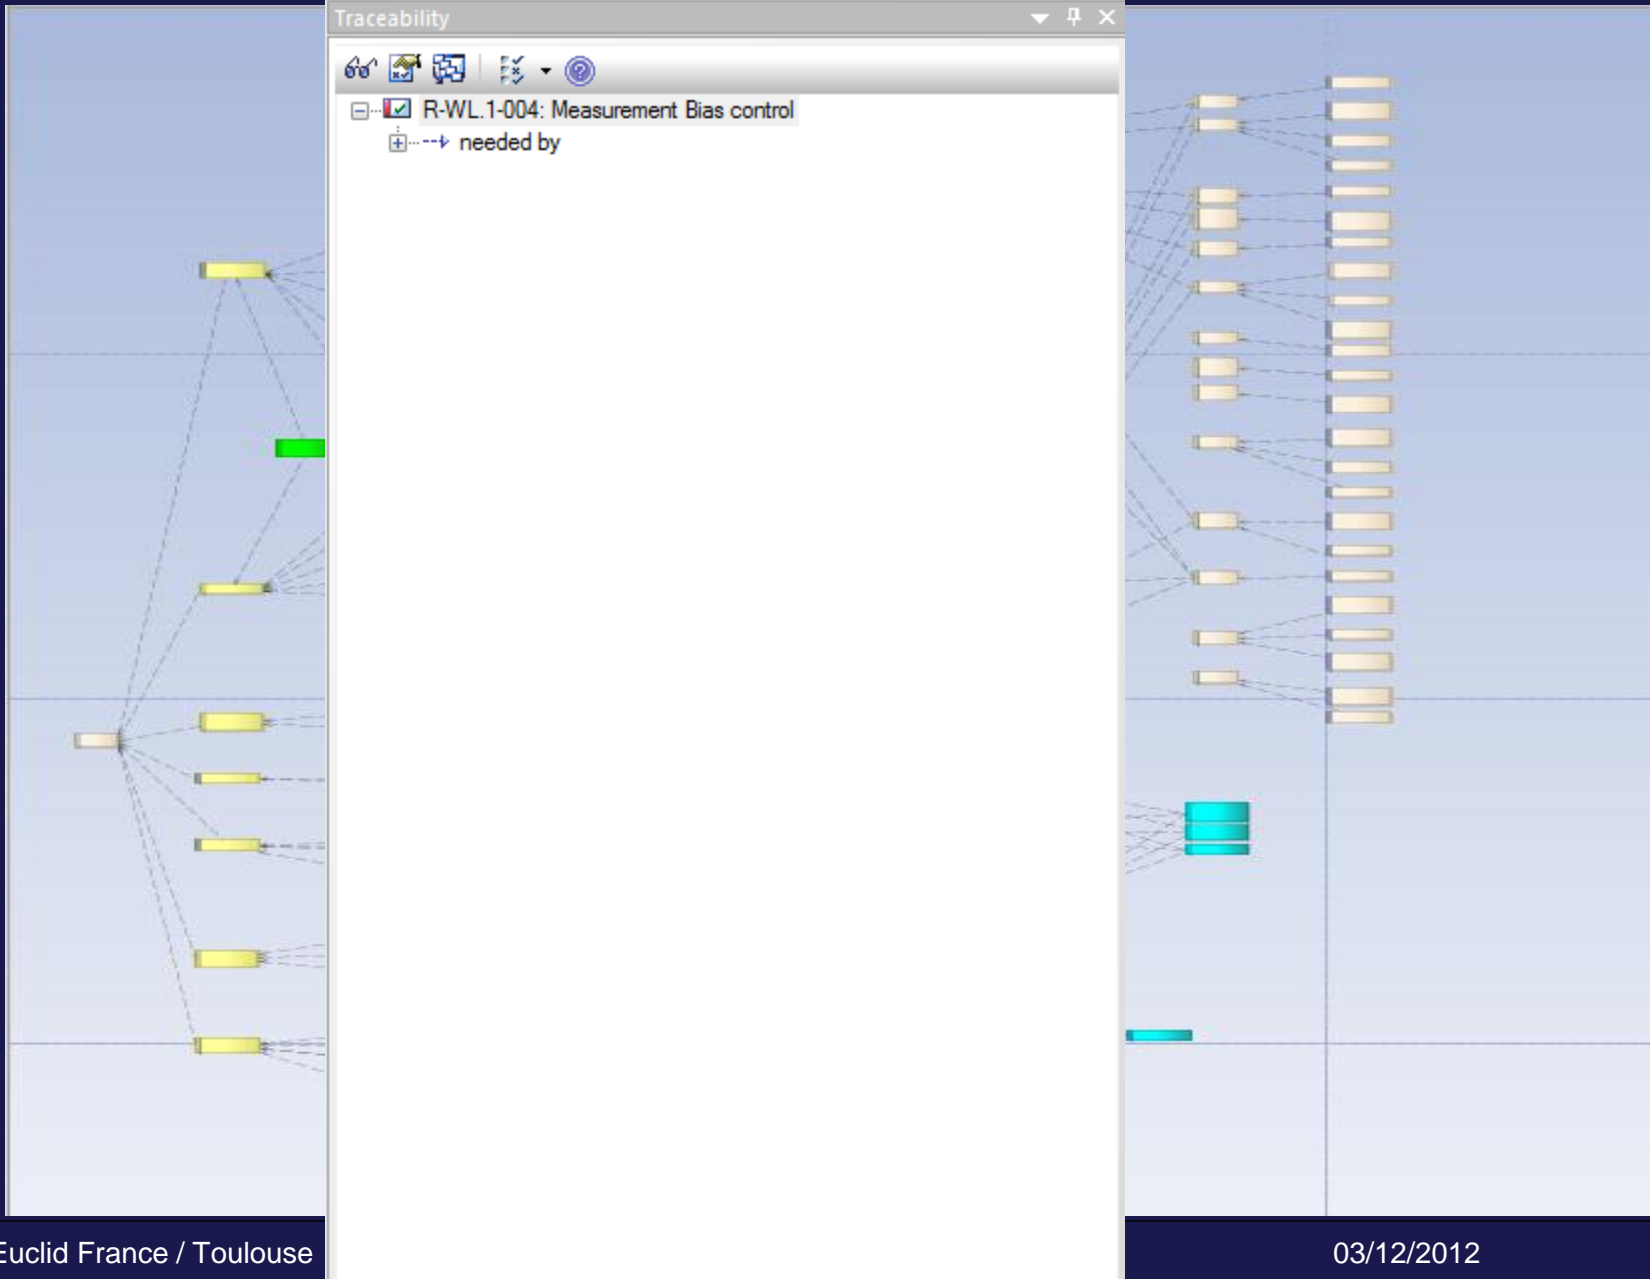 Traceability
R-WL.1-004: Measurement Bias control
needed by
Euclid France / Toulouse
03/12/2012